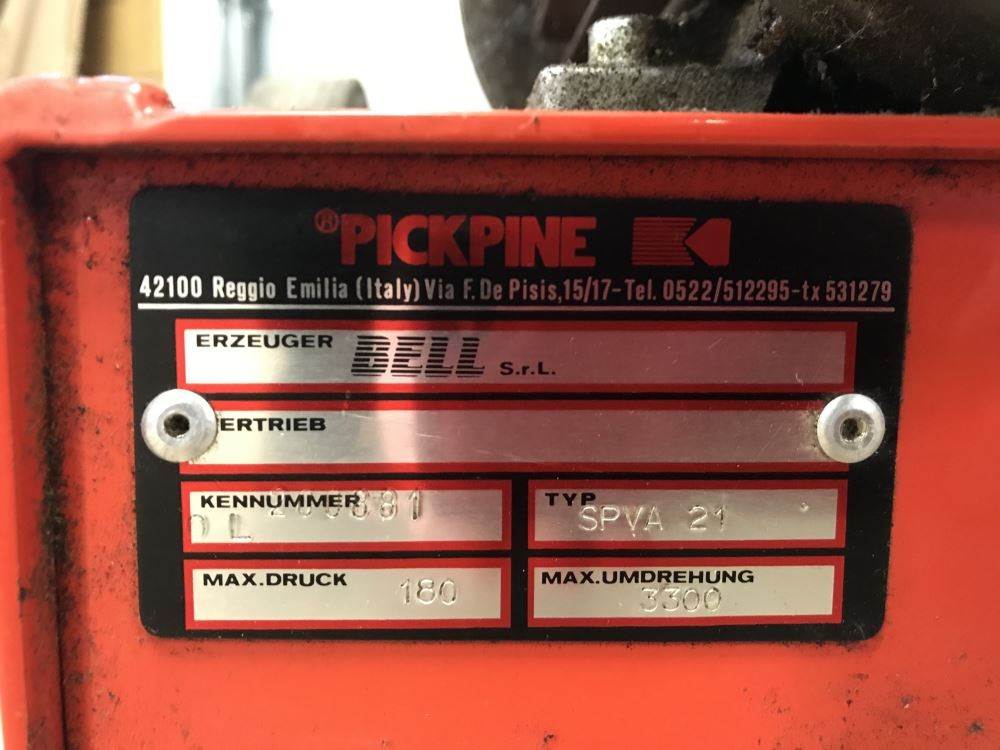 ®PICKPINE
42100 Reggio Emilia (Italy) Via F. De Pisis, 15/17-Tel. 0522/512295-tx 531279
ERZEUGER BELL S.r.L.
ERTRIEB
KENNUMMER
L
TYP
SPVA 21
MAX.DRUCK 180
MAX.UMDREHUNG
3300